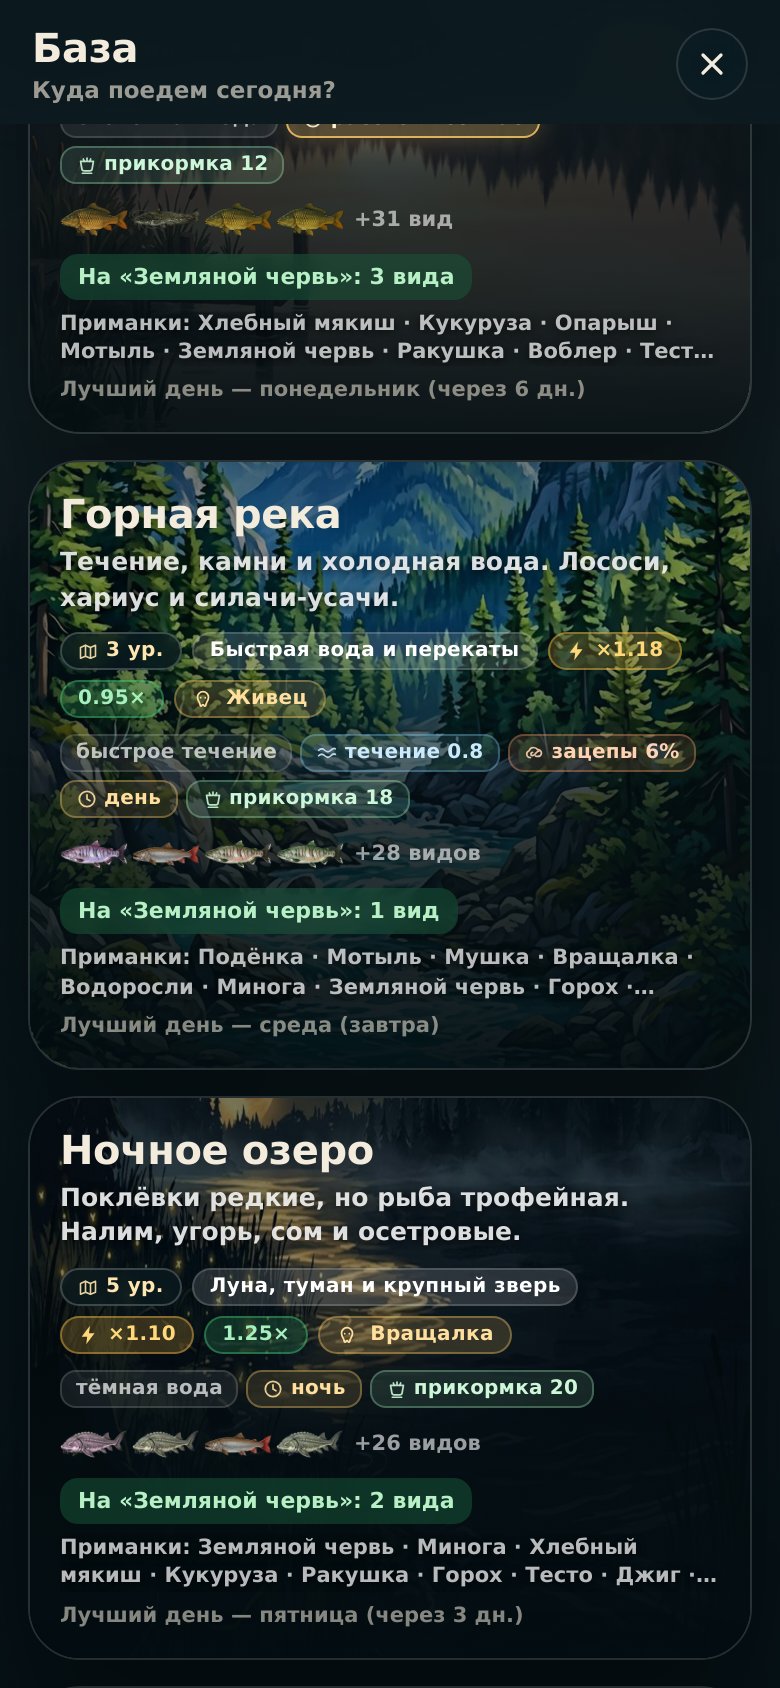 База
Куда поедем сегодня?
прикормка 12
+31 вид
На «Земляной червь»: 3 вида
Приманки: Хлебный мякиш · Кукуруза · Опарыш ·
Мотыль · Земляной червь · Ракушка · Воблер · Тест…
Лучший день — понедельник (через 6 дн.)
Горная река
Течение, камни и холодная вода. Лососи,
хариус и силачи-усачи.
3 ур. Быстрая вода и перекаты ×1.18
0.95× Живец
быстрое течение течение 0.8 зацепы 6%
день прикормка 18
+28 видов
На «Земляной червь»: 1 вид
Приманки: Подёнка · Мотыль · Мушка · Вращалка ·
Водоросли · Минога · Земляной червь · Горох ·…
Лучший день — среда (завтра)
Ночное озеро
Поклёвки редкие, но рыба трофейная.
Налим, угорь, сом и осетровые.
5 ур. Луна, туман и крупный зверь
×1.10 1.25× Вращалка
тёмная вода ночь прикормка 20
+26 видов
На «Земляной червь»: 2 вида
Приманки: Земляной червь · Минога · Хлебный
мякиш · Кукуруза · Ракушка · Горох · Тесто · Джиг ·…
Лучший день — пятница (через 3 дн.)